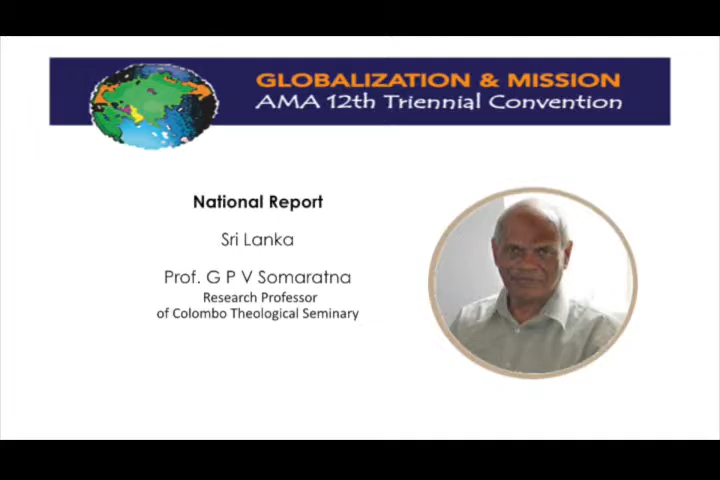 GLOBALIZATION & MISSION
AMA 12th Triennial Convention
National Report
Sri Lanka
Prof. G P V Somaratna
Research Professor
of Colombo Theological Seminary